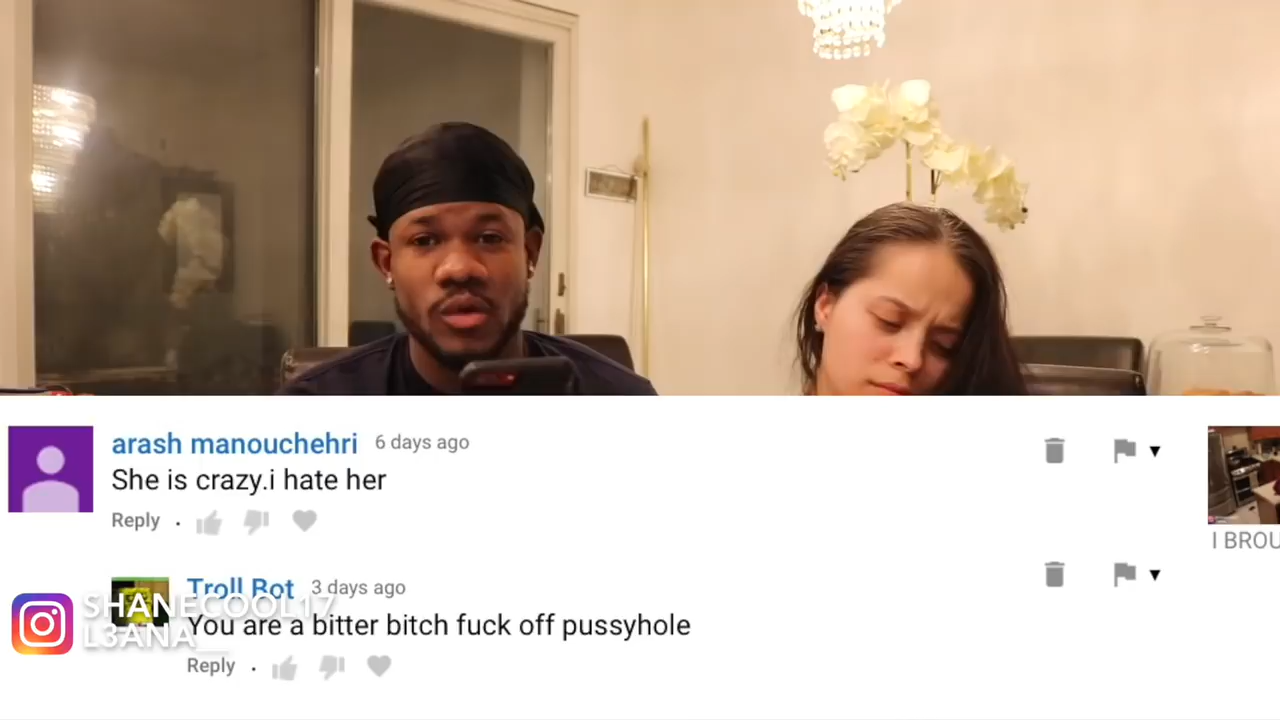 arash manouchehri 6 days ago
She is crazy.i hate her
Reply
I BROU
Troll Bot 3 days ago
SHANECOOL17
You are a bitter bitch fuck off pussyhole
L3ANA__
Reply